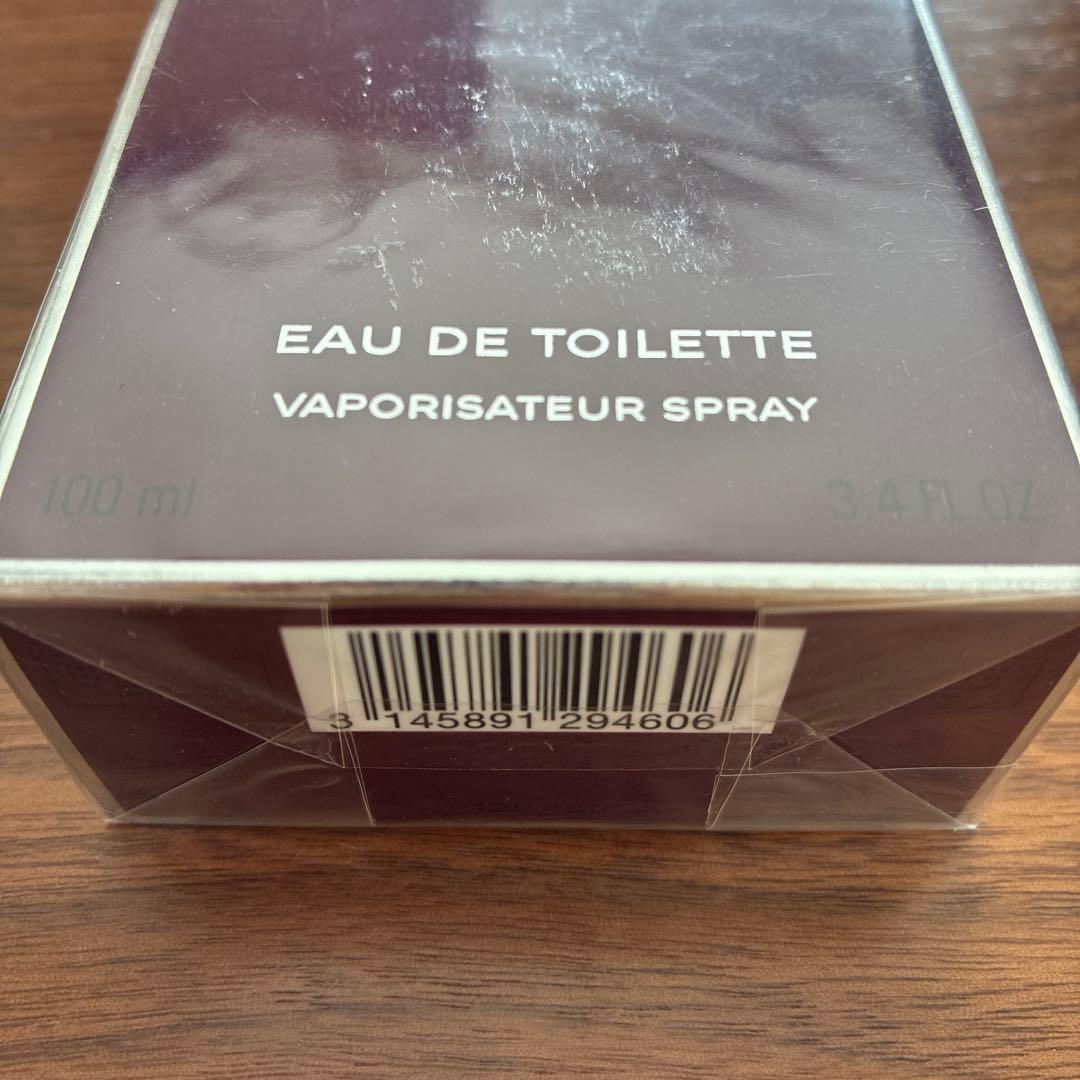 EAU DE TOILETTE
VAPORISATEUR SPRAY
100 ml 3.4 FL. OZ
3 145891 294606